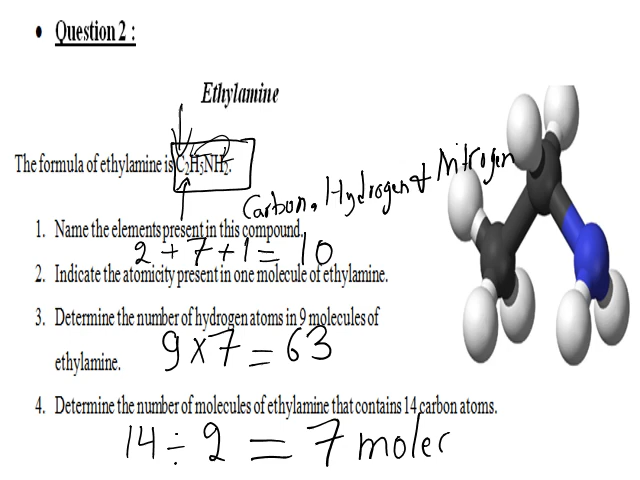 • Question 2 :
Ethylamine
The formula of ethylamine is C₂H₅NH₂.
Carbon, Hydrogen & Nitrogen
1. Name the elements present in this compound.
2 + 7 + 1 = 10
2. Indicate the atomicity present in one molecule of ethylamine.
3. Determine the number of hydrogen atoms in 9 molecules of
ethylamine.
9 x 7 = 63
4. Determine the number of molecules of ethylamine that contains 14 carbon atoms.
14 ÷ 2 = 7 molec